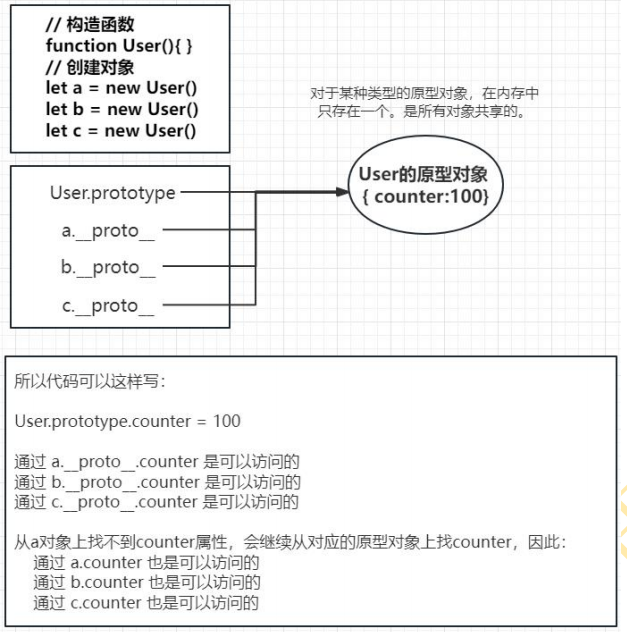 // 构造函数
function User(){ }
// 创建对象
let a = new User()
let b = new User()
let c = new User()
对于某种类型的原型对象，在内存中
只存在一个。是所有对象共享的。
User的原型对象
{ counter:100}
User.prototype
a.__proto__
b.__proto__
c.__proto__
所以代码可以这样写：
User.prototype.counter = 100
通过 a.__proto__.counter 是可以访问的
通过 b.__proto__.counter 是可以访问的
通过 c.__proto__.counter 是可以访问的
从a对象上找不到counter属性，会继续从对应的原型对象上找counter，因此：
通过 a.counter 也是可以访问的
通过 b.counter 也是可以访问的
通过 c.counter 也是可以访问的